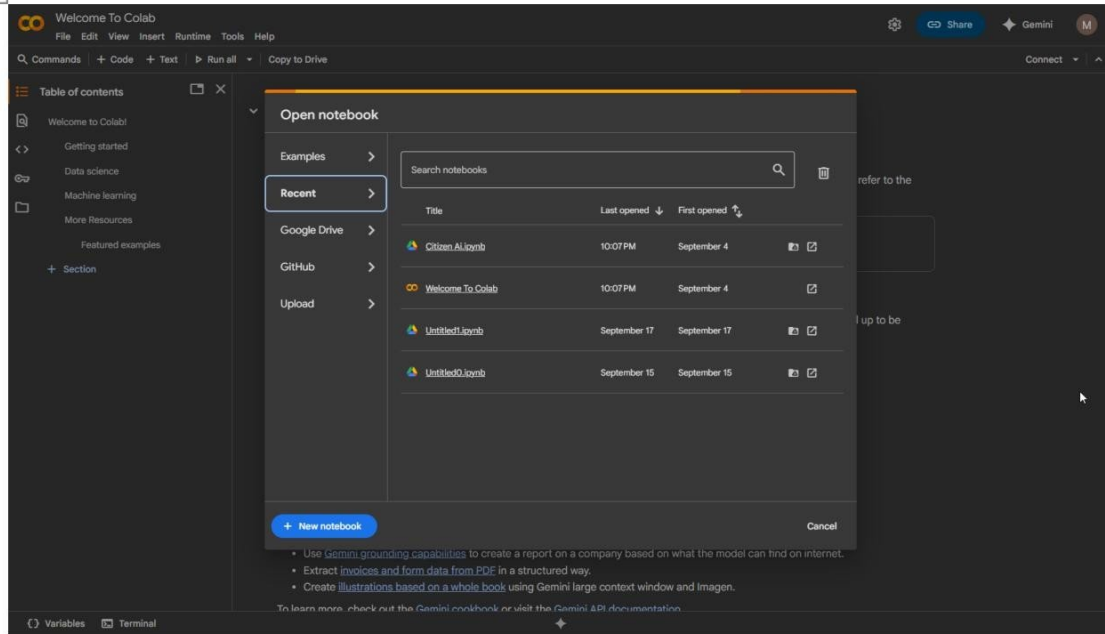 Welcome To Colab
File Edit View Insert Runtime Tools Help
Share
Gemini
M
Commands + Code + Text Run all Copy to Drive
Connect
Table of contents
Welcome to Colab!
Getting started
Data science
Machine learning
More Resources
Featured examples
+ Section
Open notebook
Examples
Recent
Google Drive
GitHub
Upload
Search notebooks
Title Last opened First opened
Citizen Ai.ipynb 10:07 PM September 4
Welcome To Colab 10:07 PM September 4
Untitled1.ipynb September 17 September 17
Untitled0.ipynb September 15 September 15
+ New notebook
Cancel
refer to the
up to be
• Use Gemini grounding capabilities to create a report on a company based on what the model can find on internet.
• Extract invoices and form data from PDF in a structured way.
• Create illustrations based on a whole book using Gemini large context window and Imagen.
To learn more, check out the Gemini cookbook or visit the Gemini API documentation.
Variables Terminal